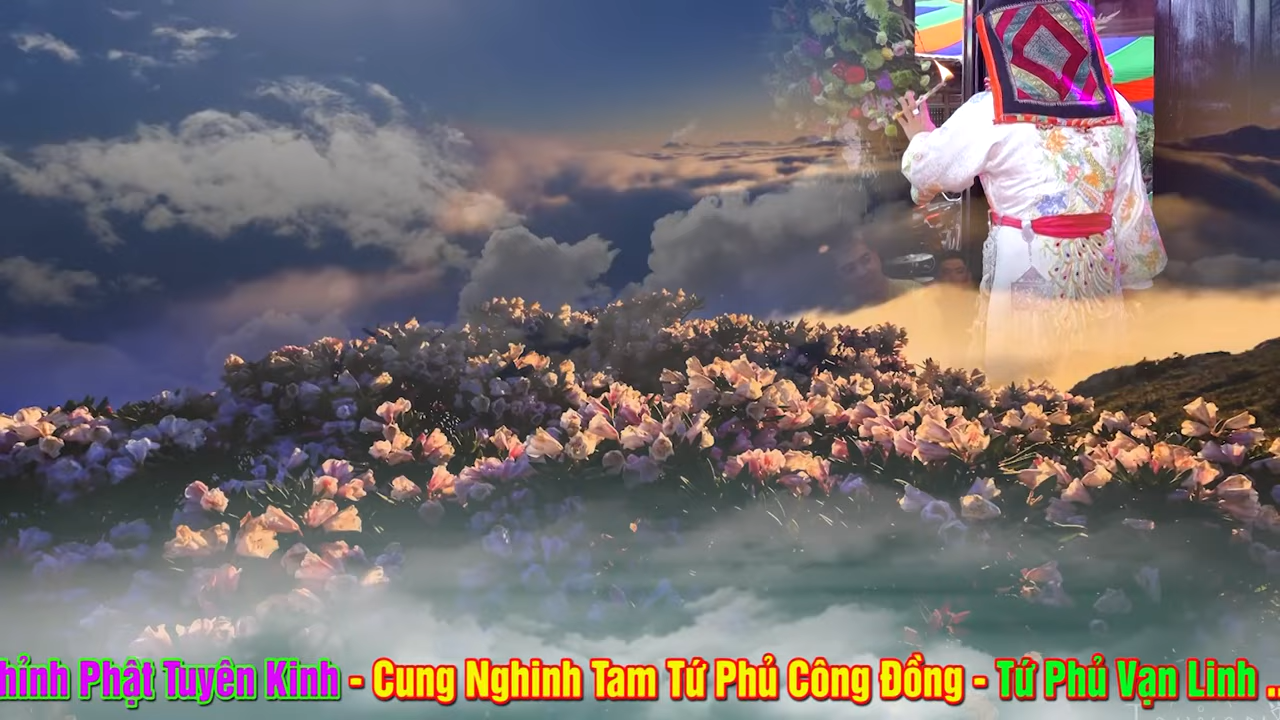 hỉnh Phật Tuyên Kinh - Cung Nghinh Tam Tứ Phủ Công Đồng - Tứ Phủ Vạn Linh ..